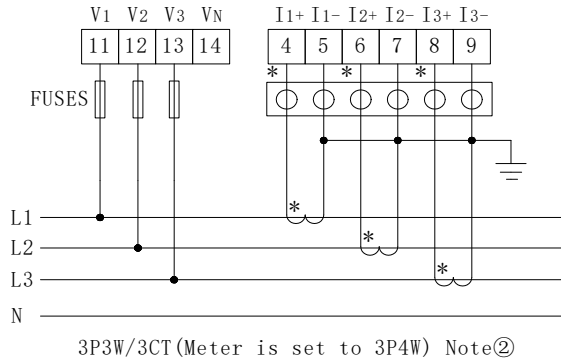 V1 V2 V3 VN I1+ I1- I2+ I2- I3+ I3-
11 12 13 14 4 5 6 7 8 9
* * *
FUSES
*
L1
*
L2
*
L3
N
3P3W/3CT(Meter is set to 3P4W) Note②